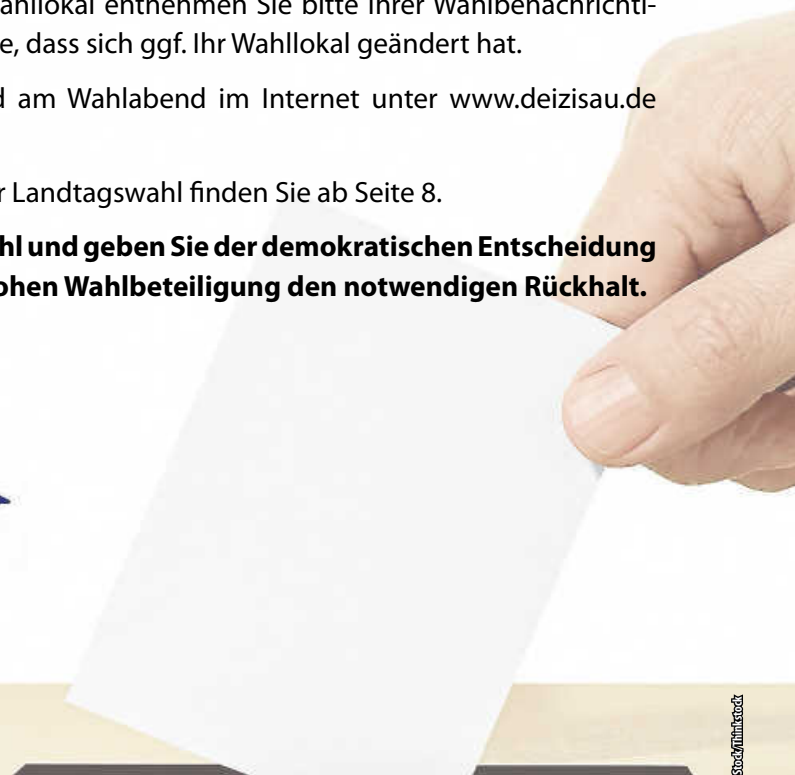 ahllokal entnehmen Sie bitte Ihrer Wahlbenachrichti-
e, dass sich ggf. Ihr Wahllokal geändert hat.
d am Wahlabend im Internet unter www.deizisau.de
r Landtagswahl finden Sie ab Seite 8.
hl und geben Sie der demokratischen Entscheidung
ohen Wahlbeteiligung den notwendigen Rückhalt.
Stock/Thinkstock